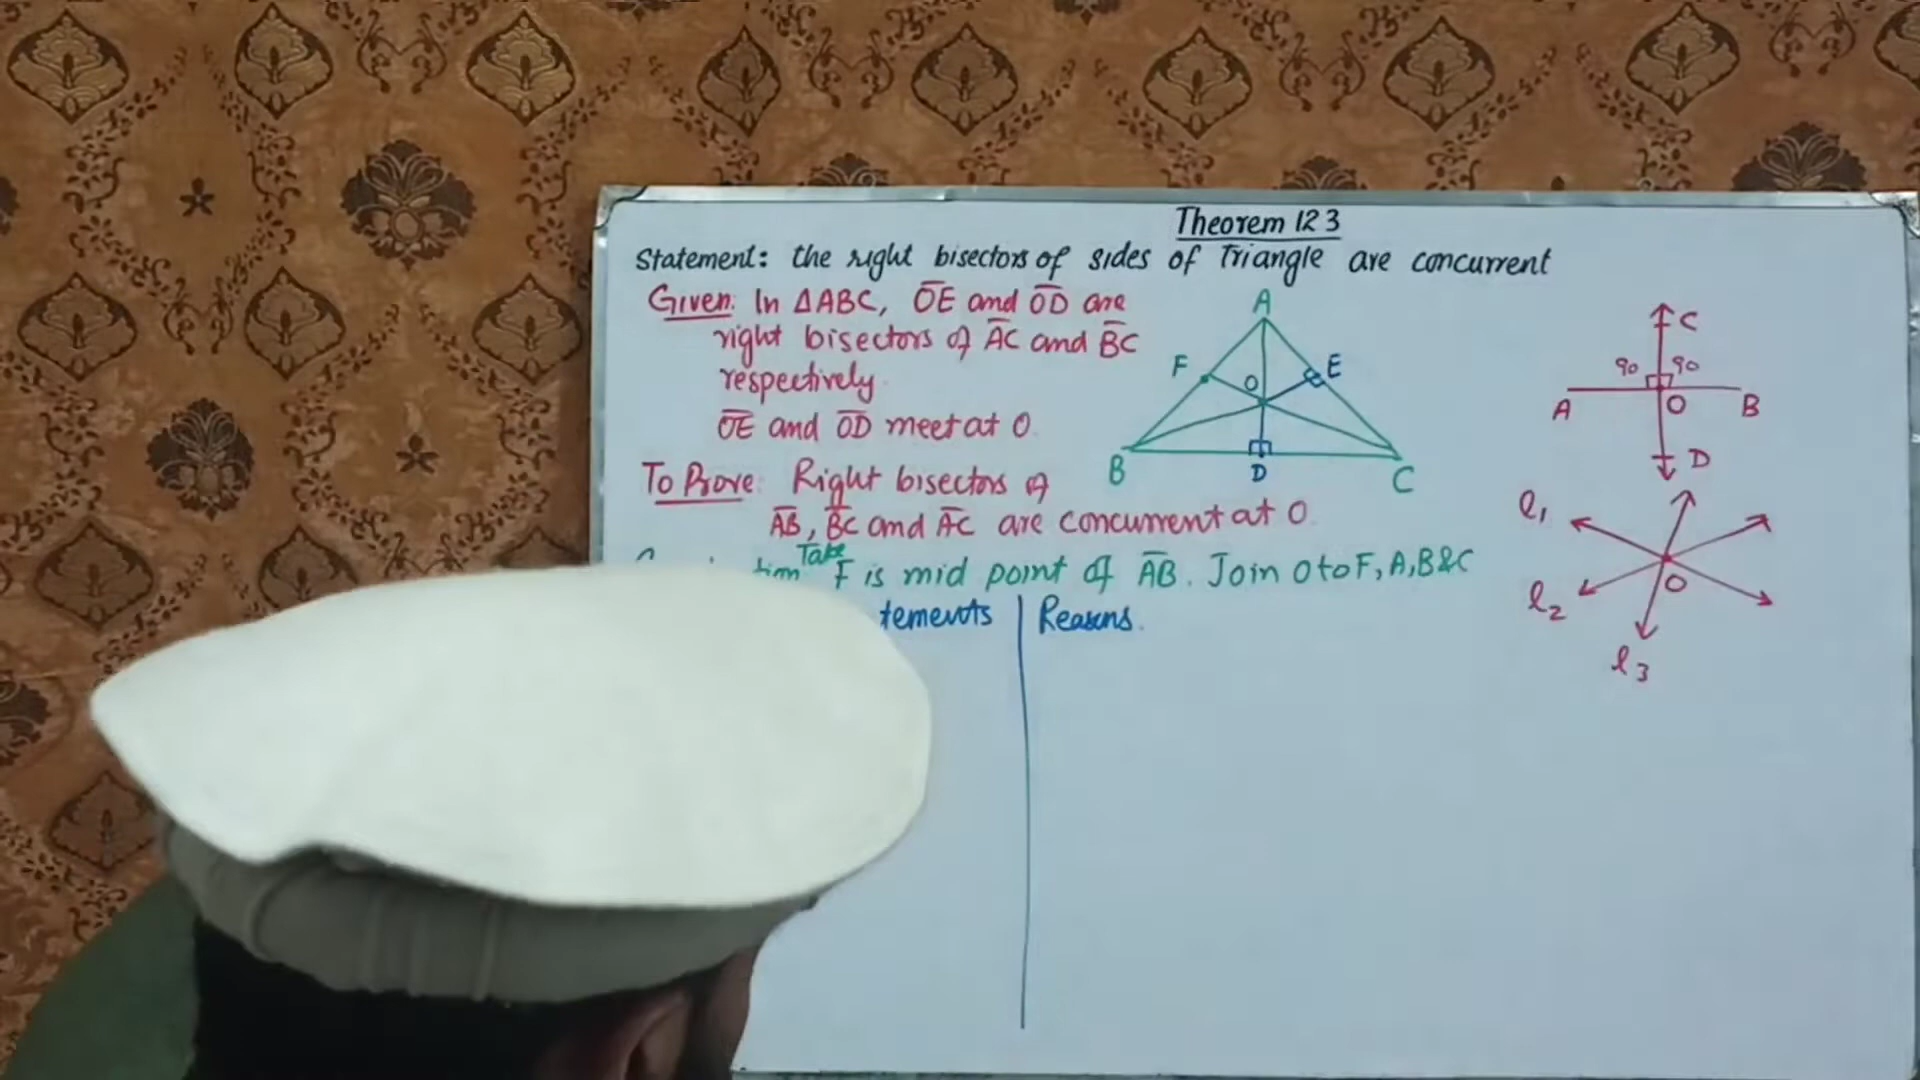 Theorem 12 3
Statement: the right bisectors of sides of Triangle are concurrent
Given: In ΔABC, OE and OD are
right bisectors of AC and BC
respectively.
OE and OD meet at O.
To Prove: Right bisectors of
AB, BC and AC are concurrent at O.
Take
F is mid point of AB. Join O to F, A, B & C
Reasons.
A
F
O
E
B
D
C
C
90 90
A
O
B
D
l1
l2
O
l3